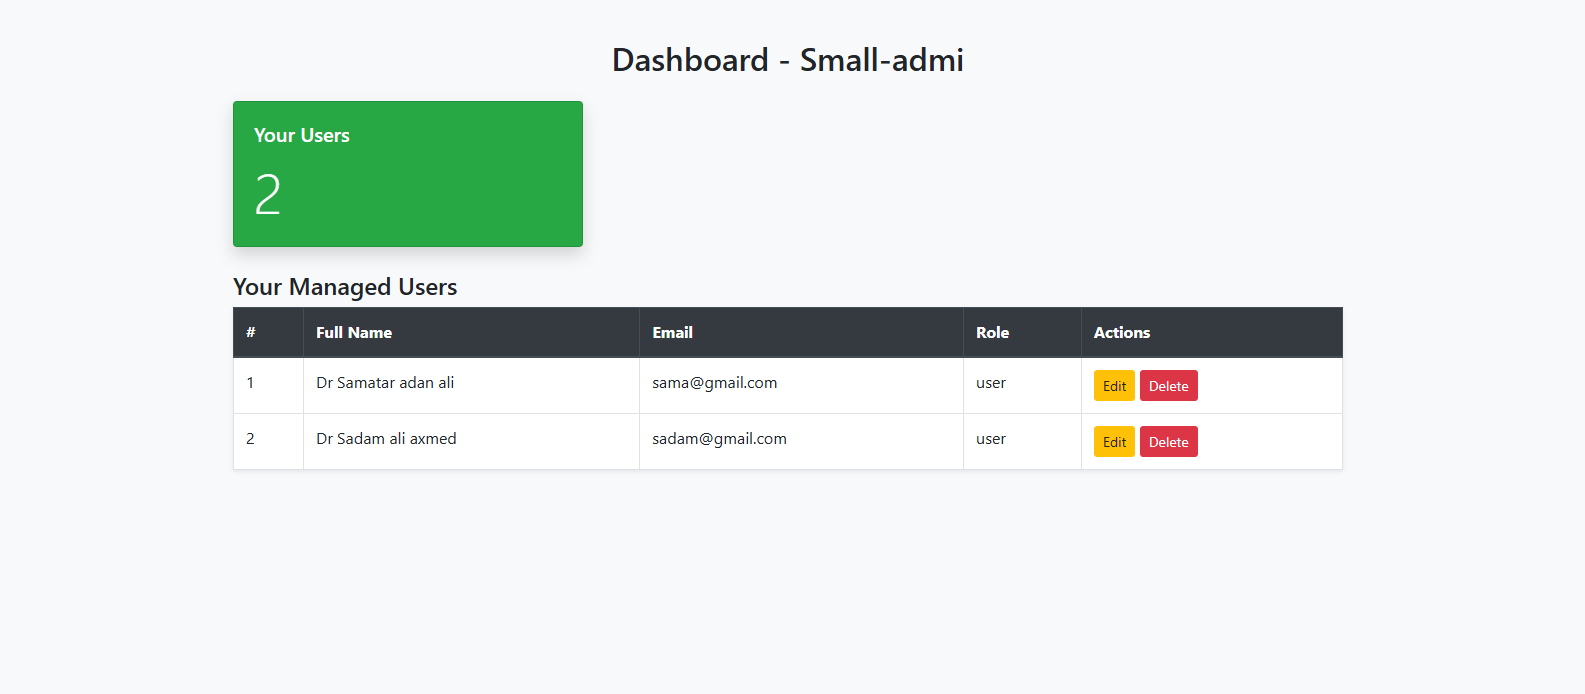 Dashboard - Small-admi
Your Users
2
Your Managed Users
# Full Name Email Role Actions
1 Dr Samatar adan ali sama@gmail.com user Edit Delete
2 Dr Sadam ali axmed sadam@gmail.com user Edit Delete